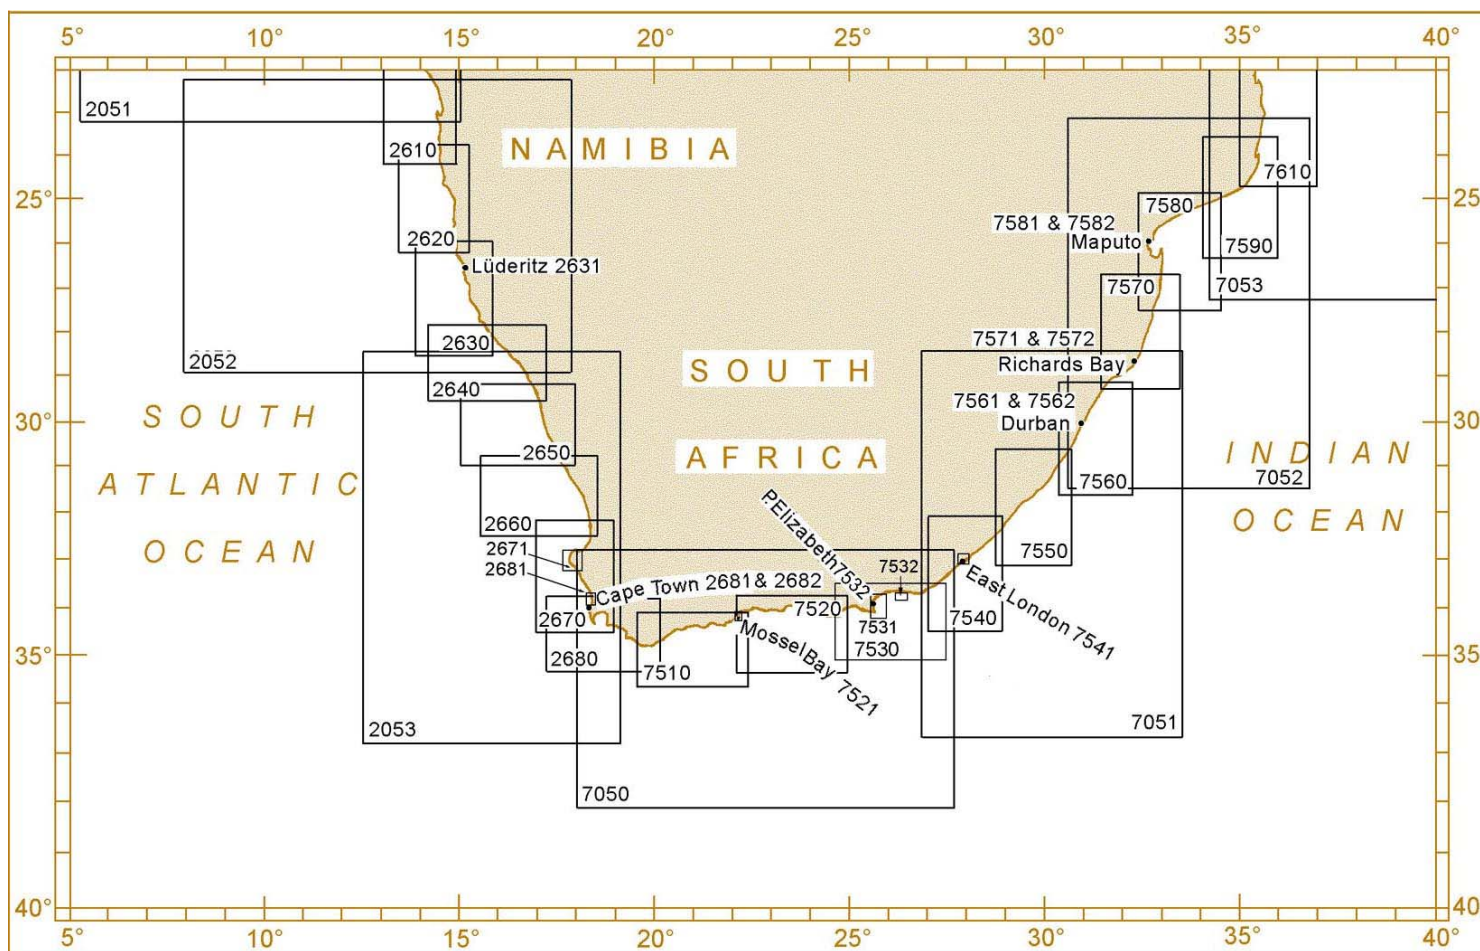 5° 10° 15° 20° 25° 30° 35° 40°
2051
2610
NAMIBIA
7610
25° 25°
7580
7581 & 7582
Maputo
2620
7590
Lüderitz 2631
7570
7053
2630
7571 & 7572
2052
Richards Bay
SOUTH
2640
7561 & 7562
SOUTH
30° Durban 30°
2650
AFRICA
INDIAN
ATLANTIC
7560
7052
P.Elizabeth7532
2660
OCEAN
OCEAN
2671
7550
2681
7532
Cape Town 2681 & 2682
7520
2670
7531
7540
East London 7541
MosselBay 7521
2680
7530
35° 7510 35°
2053
7051
7050
40° 40
5° 10° 15° 20° 25° 30° 35° 40°